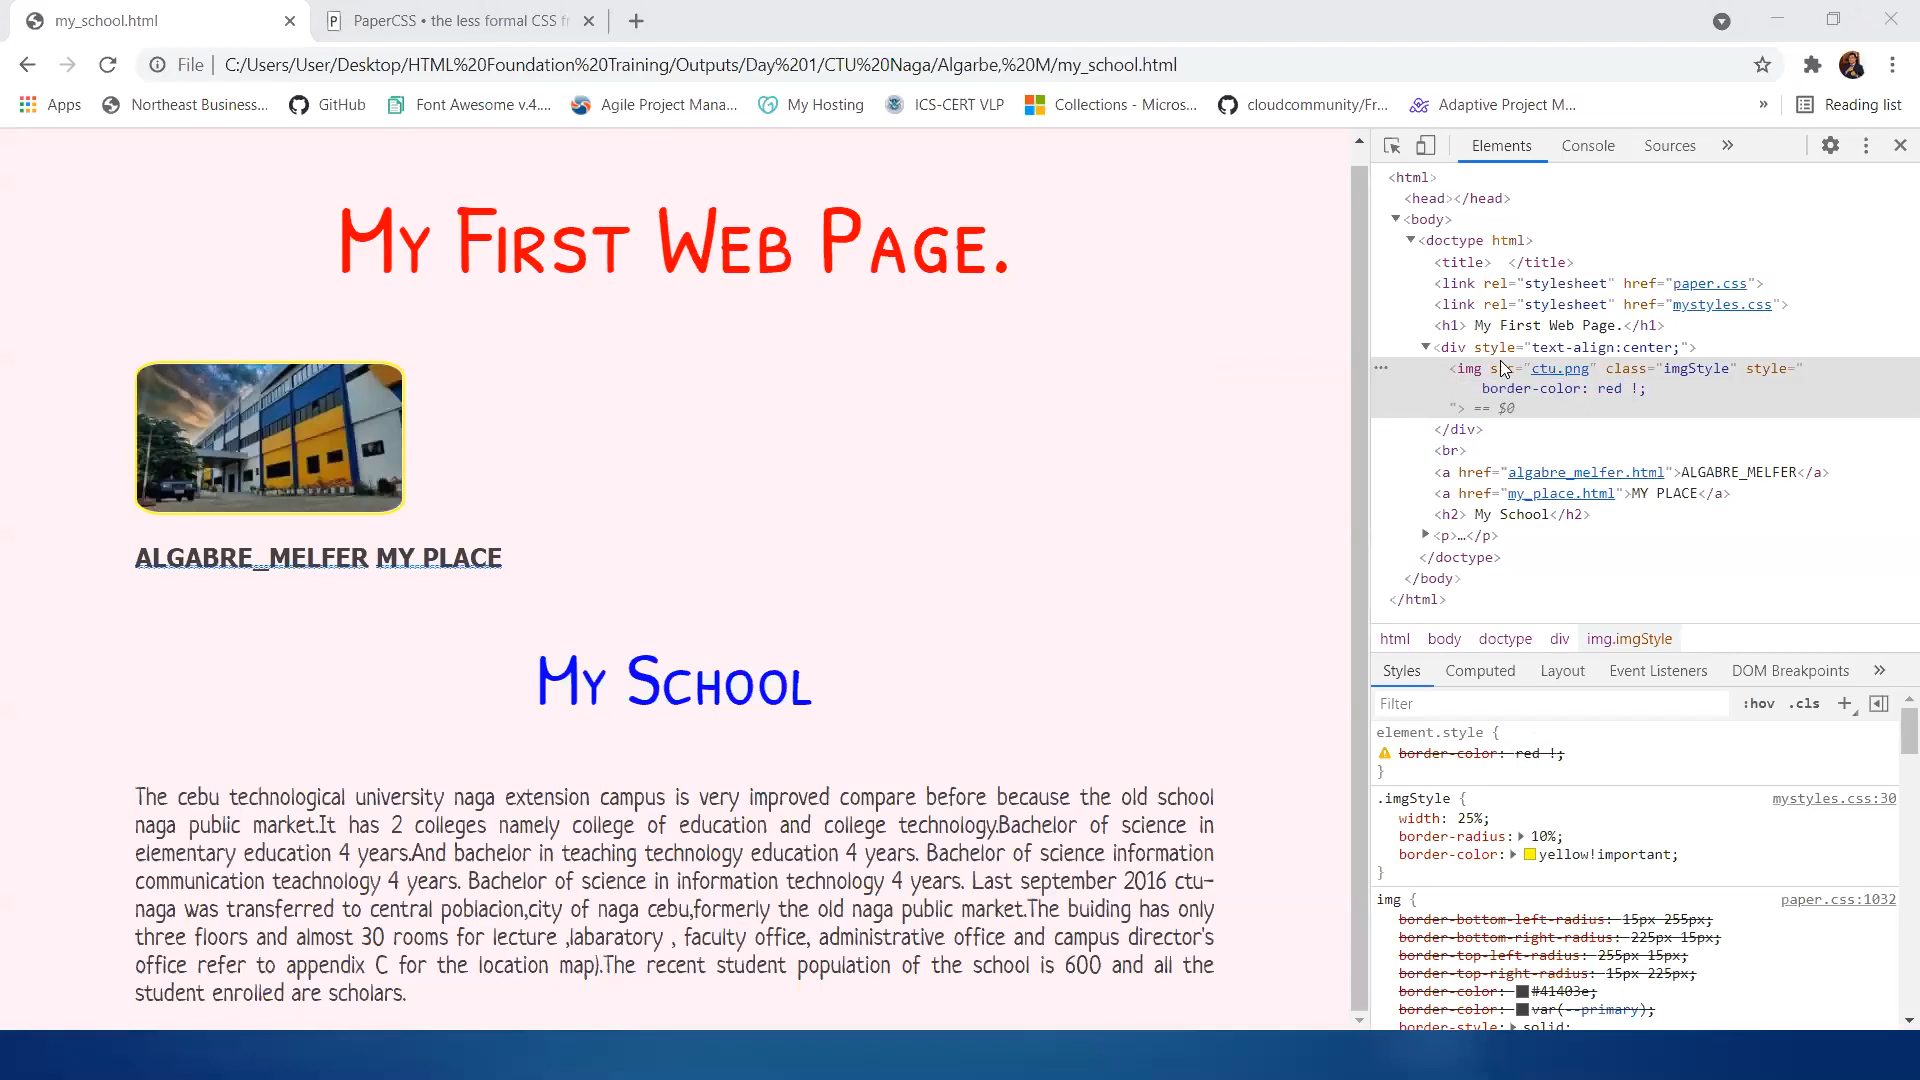 my_school.html
PaperCSS • the less formal CSS fr
File
C:/Users/User/Desktop/HTML%20Foundation%20Training/Outputs/Day%201/CTU%20Naga/Algarbe,%20M/my_school.html
Apps Northeast Business... GitHub Font Awesome v.4.... Agile Project Mana... My Hosting ICS-CERT VLP Collections - Micros... cloudcommunity/Fr... Adaptive Project M... » Reading list
My First Web Page.
ALGABRE_MELFER MY PLACE
My School
The cebu technological university naga extension campus is very improved compare before because the old school
naga public market.It has 2 colleges namely college of education and college technology.Bachelor of science in
elementary education 4 years.And bachelor in teaching technology education 4 years. Bachelor of science information
communication teachnology 4 years. Bachelor of science in information technology 4 years. Last september 2016 ctu-
naga was transferred to central poblacion,city of naga cebu,formerly the old naga public market.The buiding has only
three floors and almost 30 rooms for lecture ,labaratory , faculty office, administrative office and campus director's
office refer to appendix C for the location map).The recent student population of the school is 600 and all the
student enrolled are scholars.
Elements Console Sources »
<html>
<head></head>
<body>
<doctype html>
<title> </title>
<link rel="stylesheet" href="paper.css">
<link rel="stylesheet" href="mystyles.css">
<h1> My First Web Page.</h1>
<div style="text-align:center;">
<img src="ctu.png" class="imgStyle" style="
border-color: red !;
"> == $0
</div>
<br>
<a href="algabre_melfer.html">ALGABRE_MELFER</a>
<a href="my_place.html">MY PLACE</a>
<h2> My School</h2>
<p>…</p>
</doctype>
</body>
</html>
html body doctype div img.imgStyle
Styles Computed Layout Event Listeners DOM Breakpoints »
Filter :hov .cls +
element.style {
border-color: red !;
}
.imgStyle { mystyles.css:30
width: 25%;
border-radius: 10%;
border-color: yellow!important;
}
img { paper.css:1032
border-bottom-left-radius: 15px 255px;
border-bottom-right-radius: 225px 15px;
border-top-left-radius: 255px 15px;
border-top-right-radius: 15px 225px;
border-color: #41403e;
border-color: var(--primary);
border-style: solid;